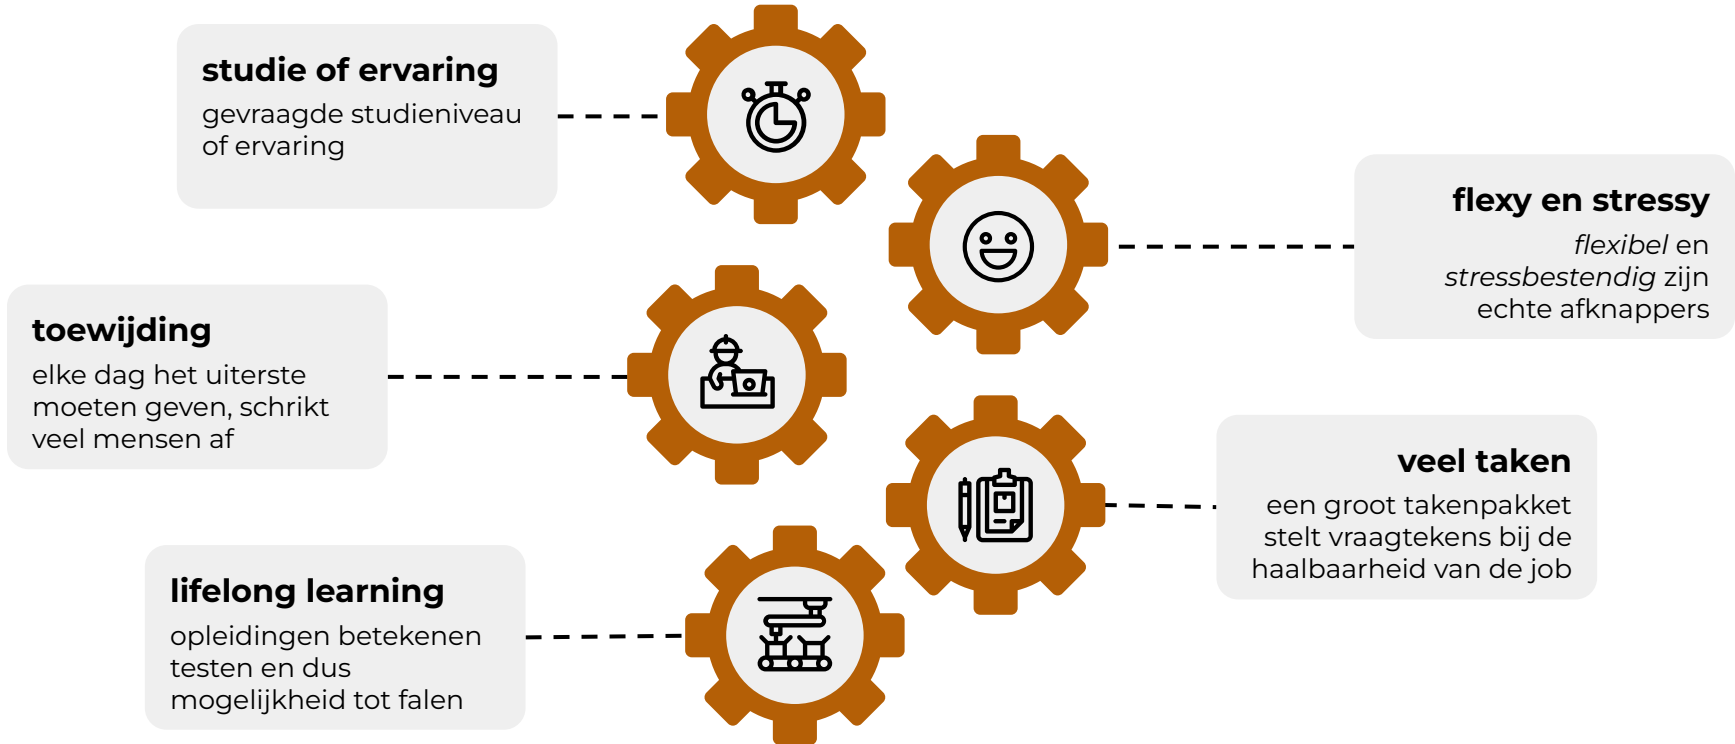 studie of ervaring
gevraagde studieniveau
of ervaring
flexy en stressy
flexibel en
stressbestendig zijn
echte afknappers
toewijding
elke dag het uiterste
moeten geven, schrikt
veel mensen af
veel taken
een groot takenpakket
stelt vraagtekens bij de
haalbaarheid van de job
lifelong learning
opleidingen betekenen
testen en dus
mogelijkheid tot falen